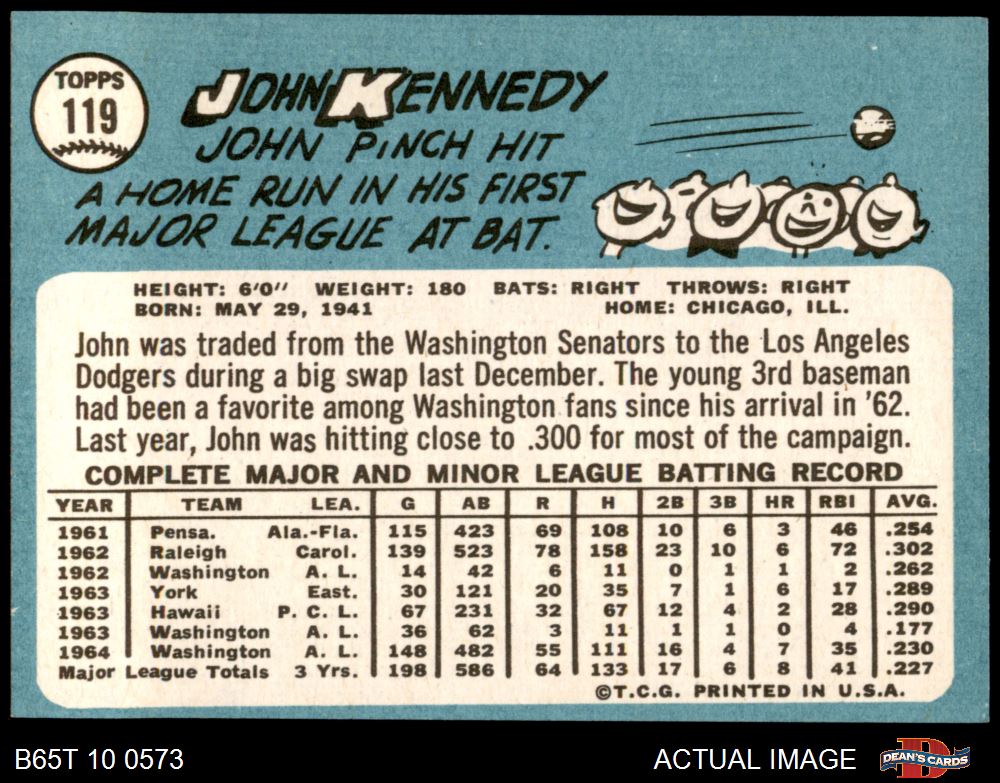 TOPPS
119
JOHN KENNEDY
JOHN PINCH HIT
A HOME RUN IN HIS FIRST
MAJOR LEAGUE AT BAT.
HEIGHT: 6'0" WEIGHT: 180 BATS: RIGHT THROWS: RIGHT
BORN: MAY 29, 1941 HOME: CHICAGO, ILL.
John was traded from the Washington Senators to the Los Angeles
Dodgers during a big swap last December. The young 3rd baseman
had been a favorite among Washington fans since his arrival in '62.
Last year, John was hitting close to .300 for most of the campaign.
COMPLETE MAJOR AND MINOR LEAGUE BATTING RECORD
YEAR TEAM LEA. G AB R H 2B 3B HR RBI AVG.
1961 Pensa. Ala.-Fla. 115 423 69 108 10 6 3 46 .254
1962 Raleigh Carol. 139 523 78 158 23 10 6 72 .302
1962 Washington A. L. 14 42 6 11 0 1 1 2 .262
1963 York East. 30 121 20 35 7 1 6 17 .289
1963 Hawaii P. C. L. 67 231 32 67 12 4 2 28 .290
1963 Washington A. L. 36 62 3 11 1 1 0 4 .177
1964 Washington A. L. 148 482 55 111 16 4 7 35 .230
Major League Totals 3 Yrs. 198 586 64 133 17 6 8 41 .227
©T.C.G. PRINTED IN U.S.A.
B65T 10 0573 ACTUAL IMAGE DEAN'S CARDS